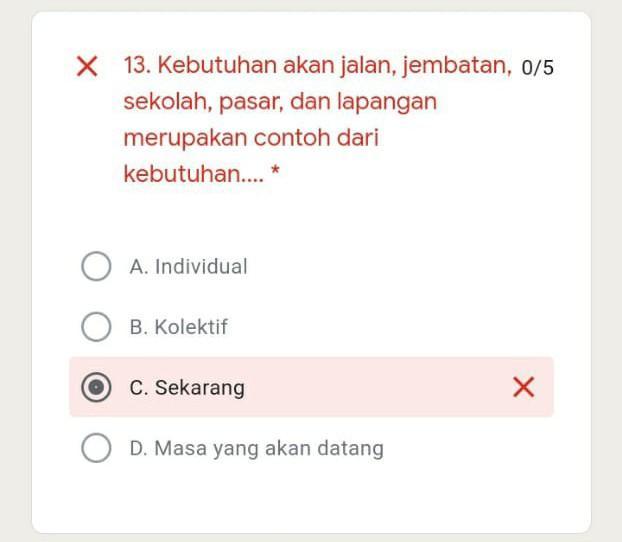 13. Kebutuhan akan jalan, jembatan, 0/5
sekolah, pasar, dan lapangan
merupakan contoh dari
kebutuhan.... *
A. Individual
B. Kolektif
C. Sekarang
D. Masa yang akan datang